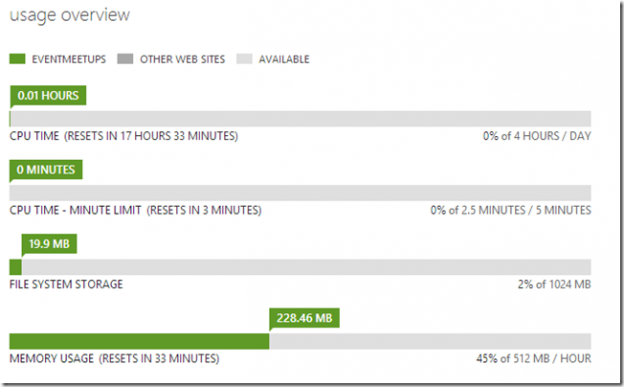 usage overview
EVENTMEETUPS OTHER WEB SITES AVAILABLE
0.01 HOURS
CPU TIME (RESETS IN 17 HOURS 33 MINUTES) 0% of 4 HOURS / DAY
0 MINUTES
CPU TIME - MINUTE LIMIT (RESETS IN 3 MINUTES) 0% of 2.5 MINUTES / 5 MINUTES
19.9 MB
FILE SYSTEM STORAGE 2% of 1024 MB
228.46 MB
MEMORY USAGE (RESETS IN 33 MINUTES) 45% of 512 MB / HOUR